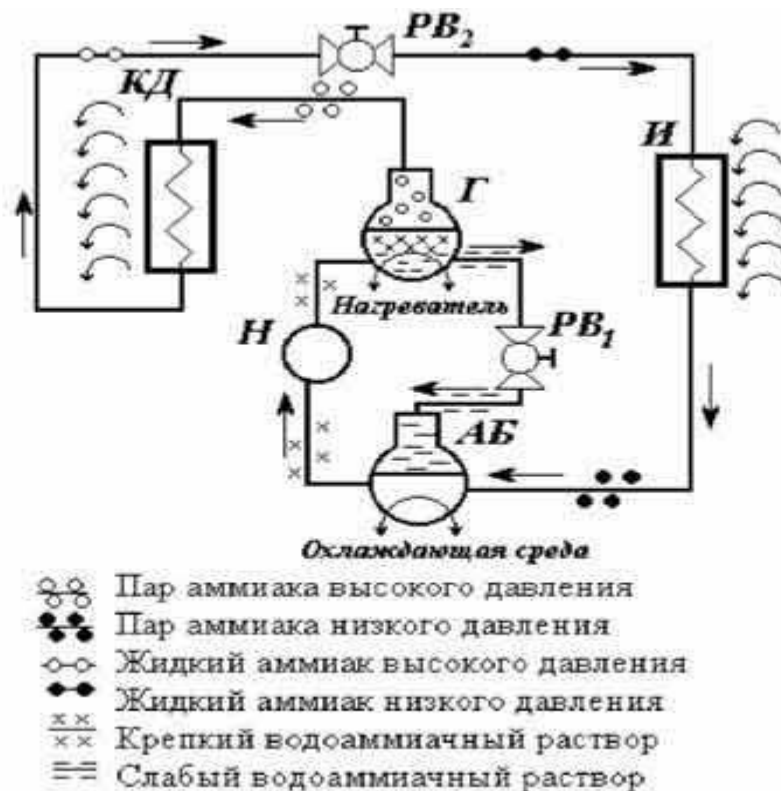 РВ₂
КД
И
Г
Нагреватель
Н
РВ₁
АБ
Охлаждающая среда
Пар аммиака высокого давления
Пар аммиака низкого давления
Жидкий аммиак высокого давления
Жидкий аммиак низкого давления
Крепкий водоаммиачный раствор
Слабый водоаммиачный раствор